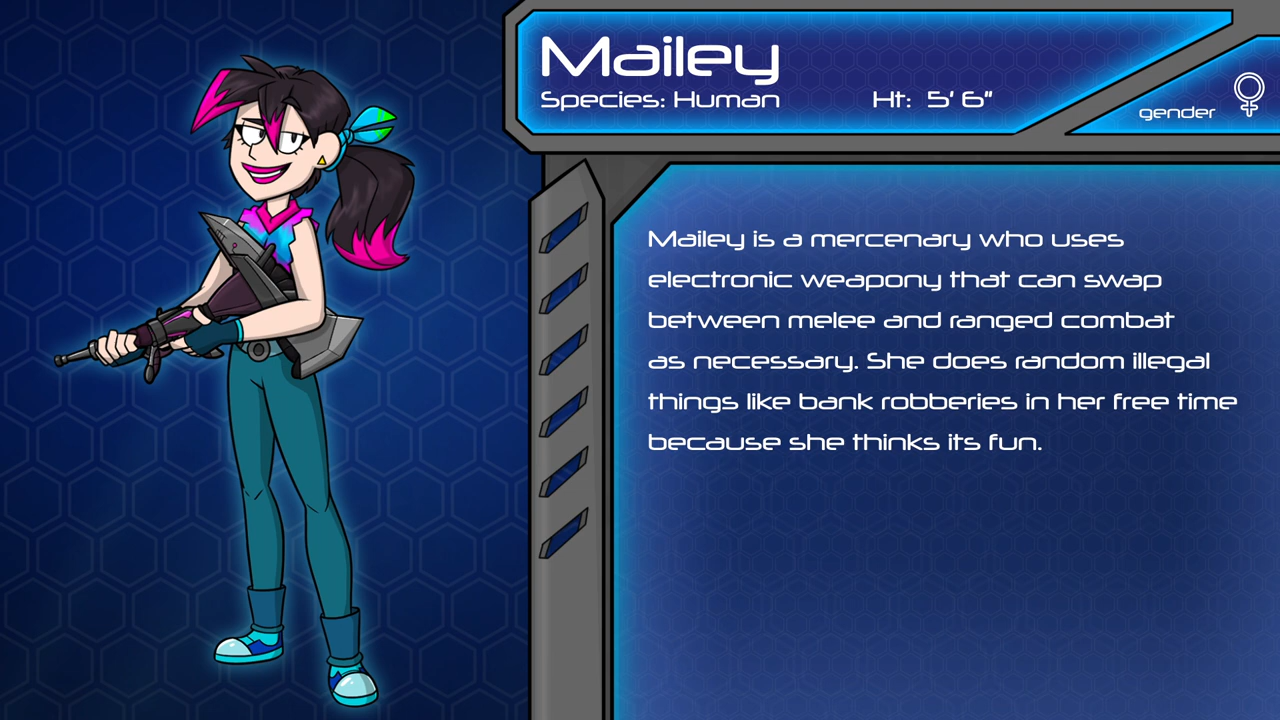 Mailey
Species: Human Ht: 5' 6"
gender
Mailey is a mercenary who uses
electronic weapony that can swap
between melee and ranged combat
as necessary. She does random illegal
things like bank robberies in her free time
because she thinks its fun.